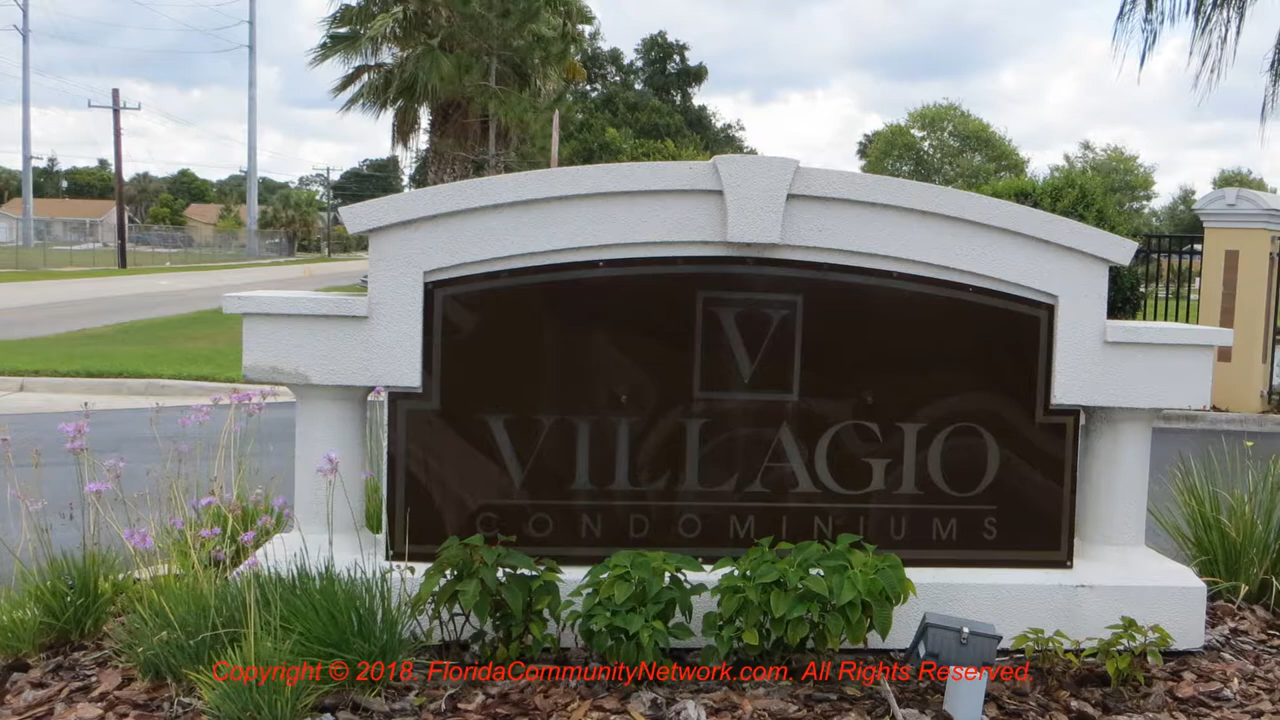 V
VILLAGIO
CONDOMINIUMS
Copyright © 2018. FloridaCommunityNetwork.com. All Rights Reserved.